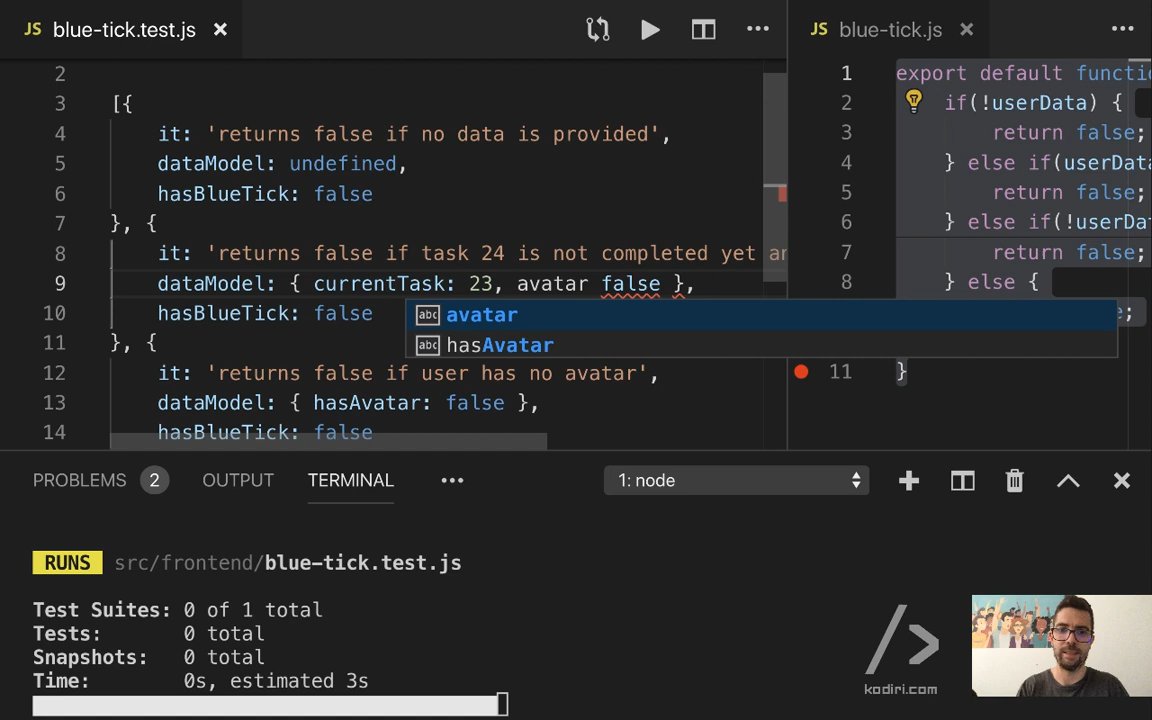 JS blue-tick.test.js
2
3 [{
4 it: 'returns false if no data is provided',
5 dataModel: undefined,
6 hasBlueTick: false
7 }, {
8 it: 'returns false if task 24 is not completed yet an
9 dataModel: { currentTask: 23, avatar false },
10 hasBlueTick: false
11 }, {
12 it: 'returns false if user has no avatar',
13 dataModel: { hasAvatar: false },
14 hasBlueTick: false
abc avatar
abc hasAvatar
JS blue-tick.js
1 export default functio
2 if(!userData) {
3 return false;
4 } else if(userData
5 return false;
6 } else if(!userDa
7 return false;
8 } else {
e;
11 }
PROBLEMS 2 OUTPUT TERMINAL
1: node
RUNS src/frontend/blue-tick.test.js
Test Suites: 0 of 1 total
Tests: 0 total
Snapshots: 0 total
Time: 0s, estimated 3s
/>
kodiri.com